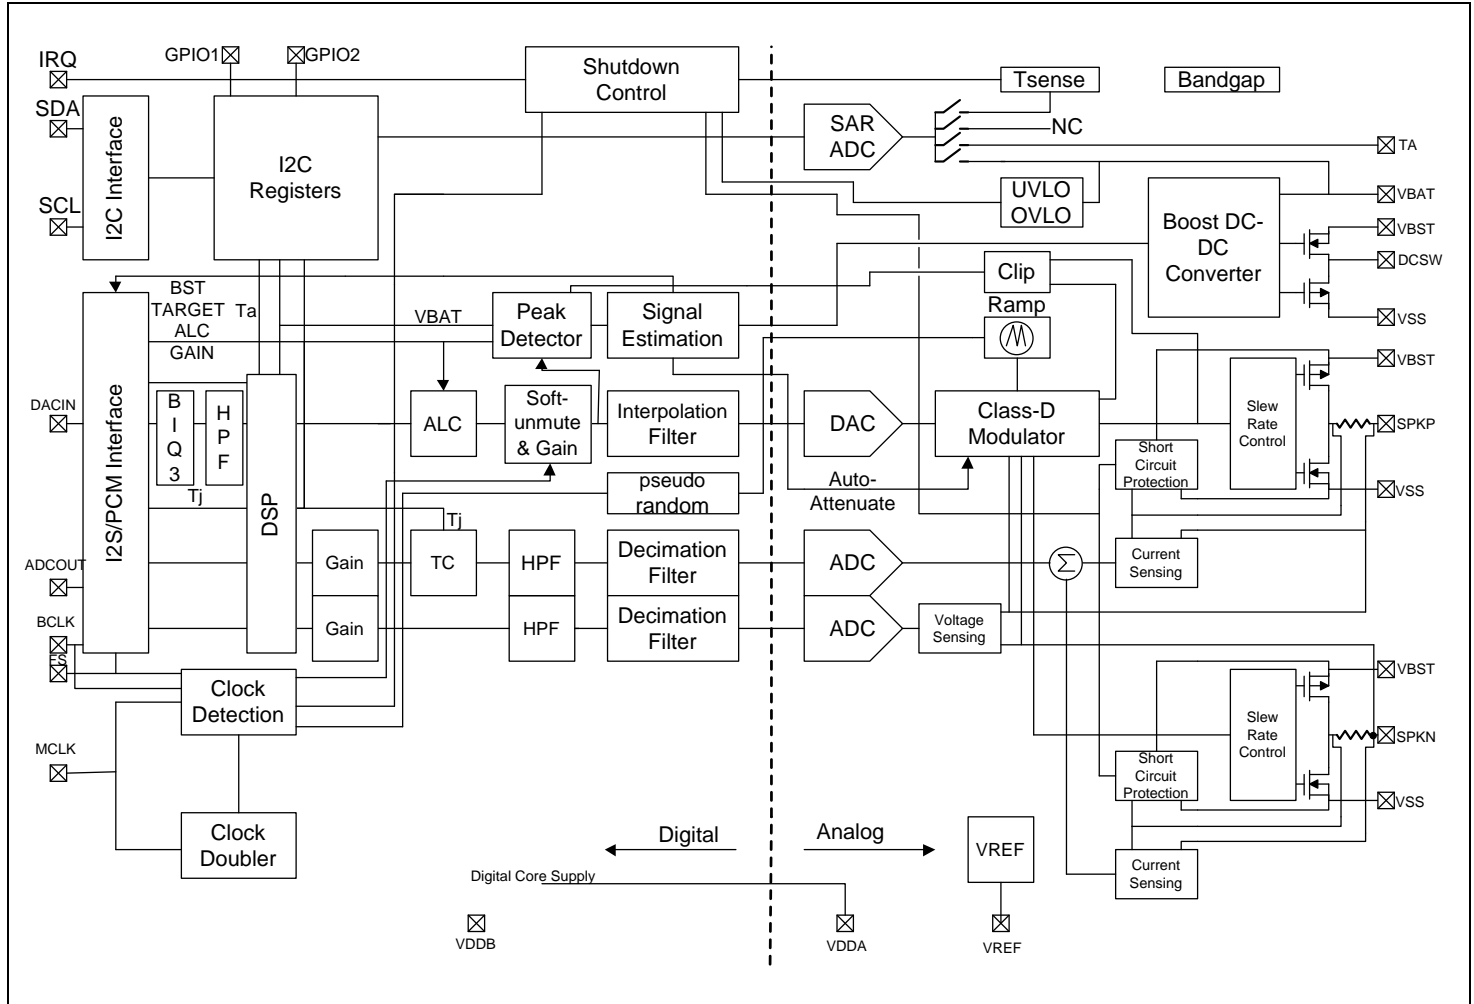 GPIO1
GPIO2
IRQ
Shutdown
Control
Tsense
Bandgap
SDA
I2C Interface
I2C
Registers
SAR
ADC
NC
TA
SCL
UVLO
OVLO
Boost DC-
DC
Converter
VBAT
VBST
DCSW
VSS
BST
TARGET Ta
ALC
GAIN
VBAT
Peak
Detector
Signal
Estimation
Clip
Ramp
VBST
DACIN
I2S/PCM Interface
B
I
Q
3
H
P
F
Tj
DSP
ALC
Soft-
unmute
& Gain
Interpolation
Filter
DAC
Class-D
Modulator
Slew
Rate
Control
SPKP
Short
Circuit
Protection
VSS
pseudo
random
Auto-
Attenuate
Tj
ADCOUT
Gain
TC
HPF
Decimation
Filter
ADC
Σ
Current
Sensing
BCLK
FS
Gain
HPF
Decimation
Filter
ADC
Voltage
Sensing
VBST
Clock
Detection
Slew
Rate
Control
SPKN
MCLK
Short
Circuit
Protection
VSS
Clock
Doubler
Digital
Analog
VREF
Current
Sensing
Digital Core Supply
VDDB
VDDA
VREF